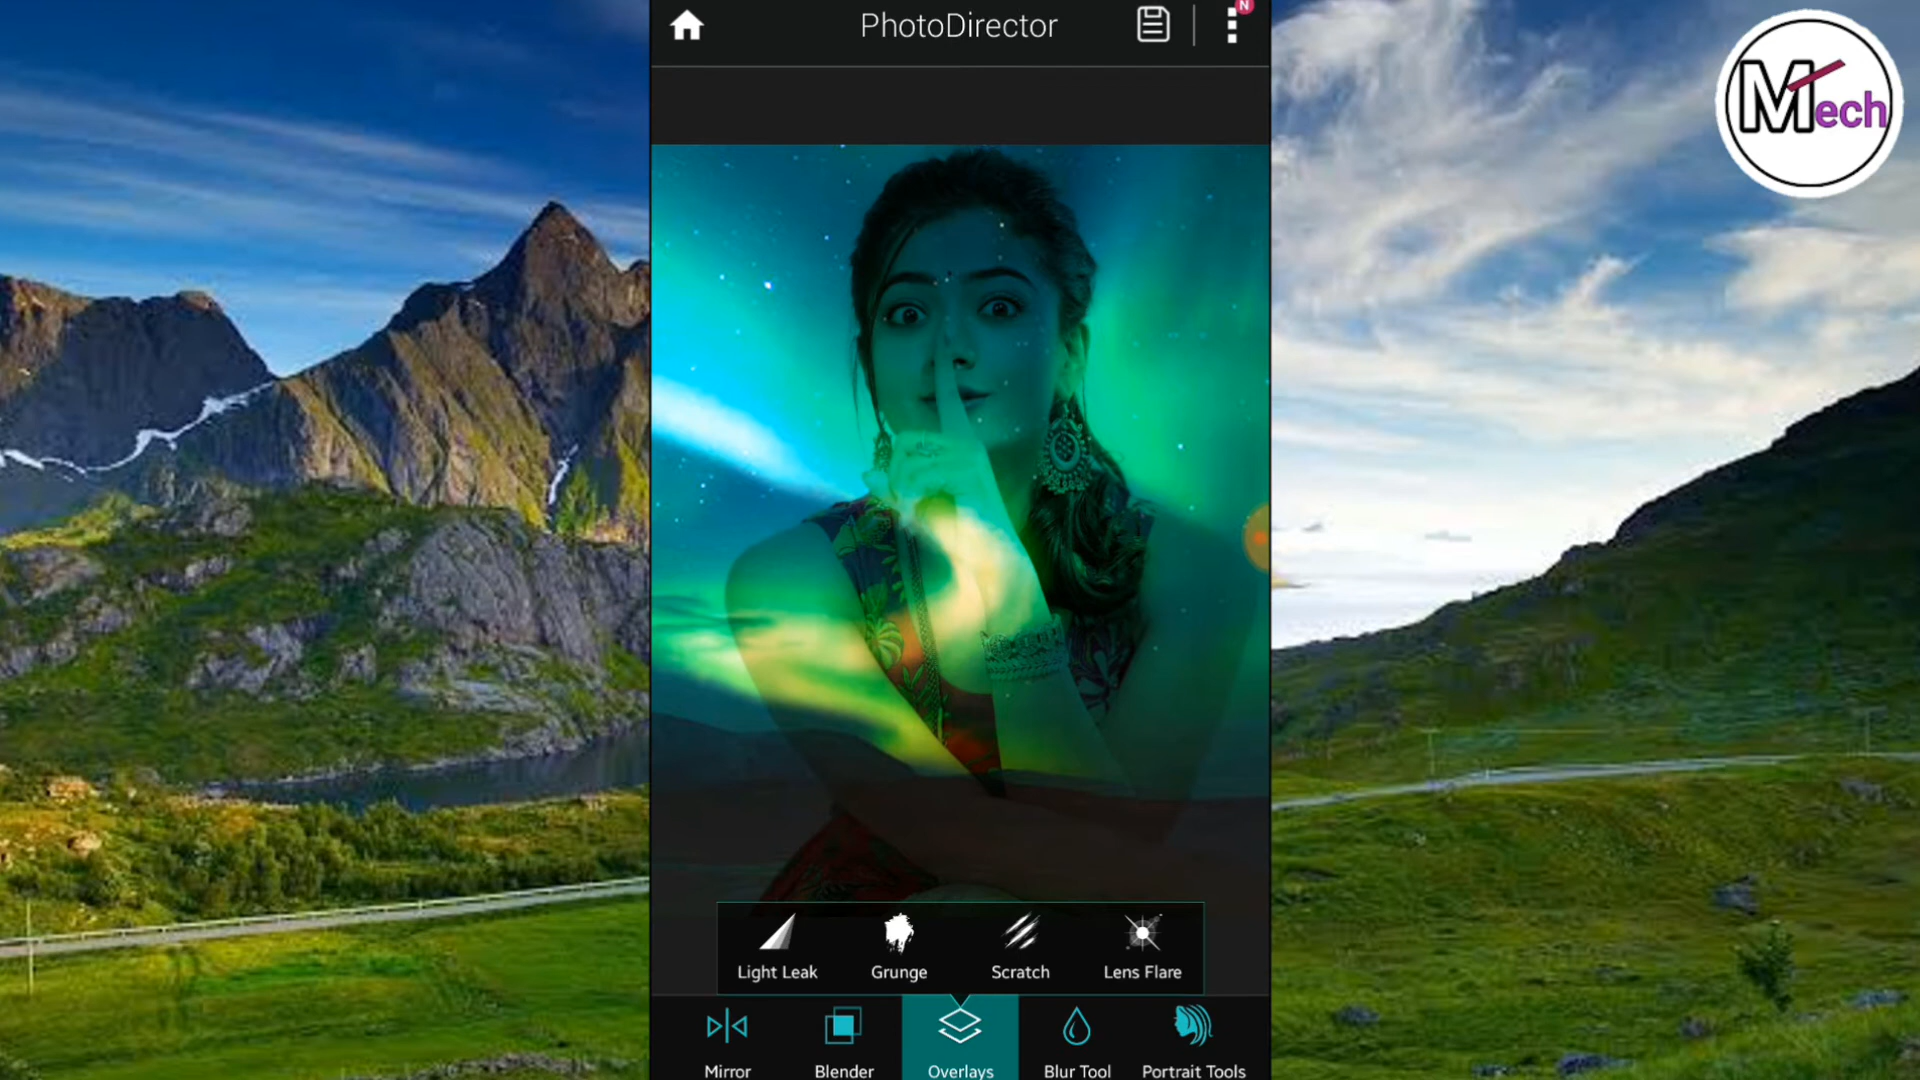 PhotoDirector
N
Mech
Light Leak
Grunge
Scratch
Lens Flare
Mirror
Blender
Overlays
Blur Tool
Portrait Tools